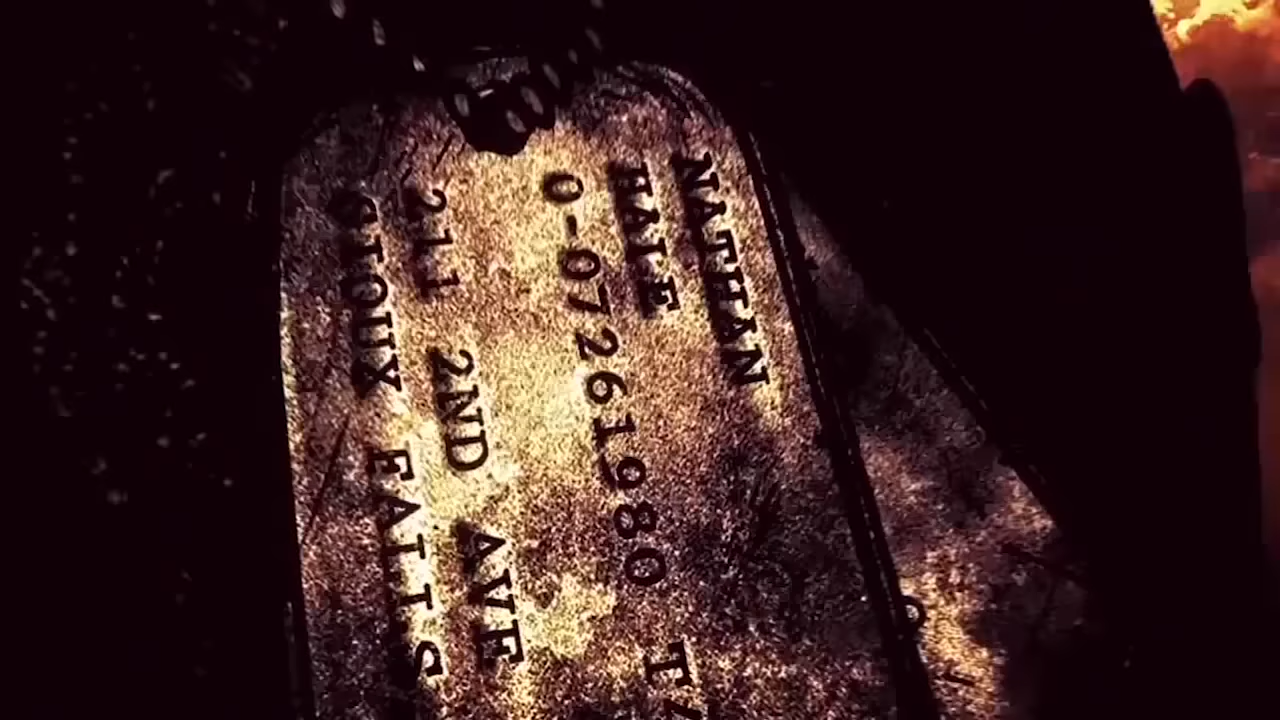 NATHAN
HALE
0-07261980 T
211 2ND AVE
SIOUX FALLS